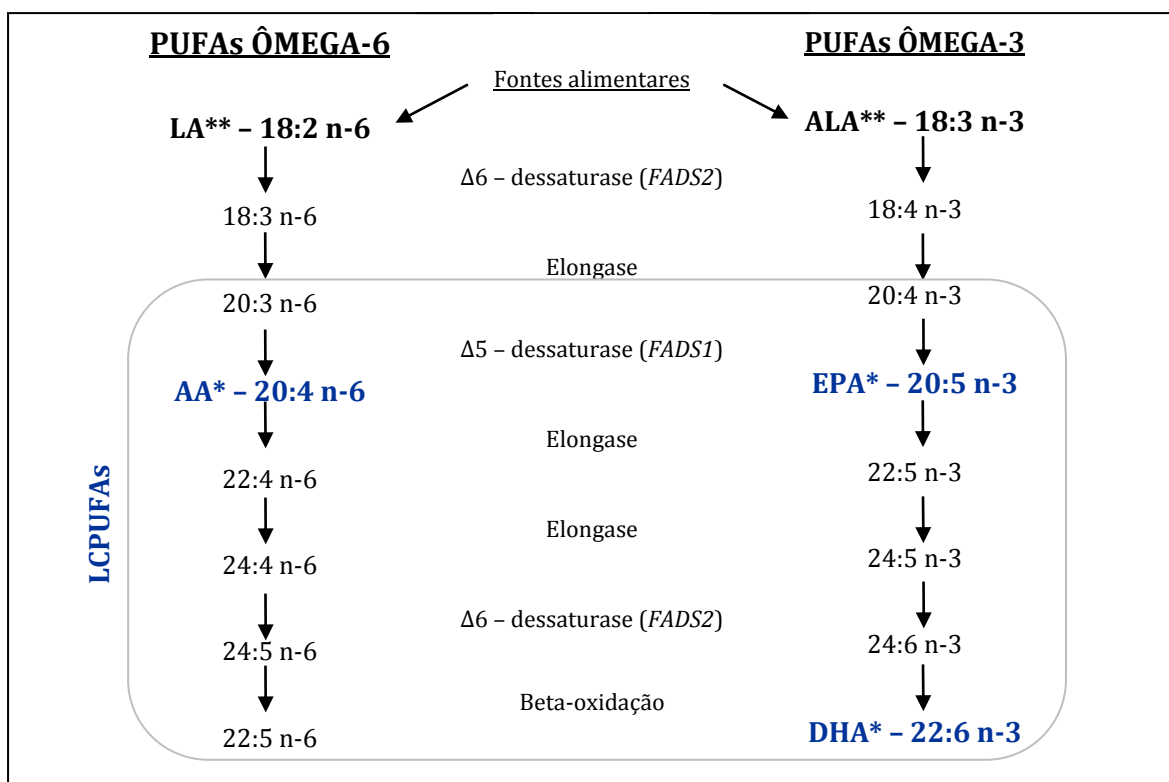 PUFAs ÔMEGA-6
PUFAs ÔMEGA-3
Fontes alimentares
LA** – 18:2 n-6
ALA** – 18:3 n-3
Δ6 – dessaturase (FADS2)
18:3 n-6
18:4 n-3
Elongase
20:3 n-6
20:4 n-3
Δ5 – dessaturase (FADS1)
AA* – 20:4 n-6
EPA* – 20:5 n-3
Elongase
22:4 n-6
22:5 n-3
LCPUFAs
Elongase
24:4 n-6
24:5 n-3
Δ6 – dessaturase (FADS2)
24:5 n-6
24:6 n-3
Beta-oxidação
22:5 n-6
DHA* – 22:6 n-3